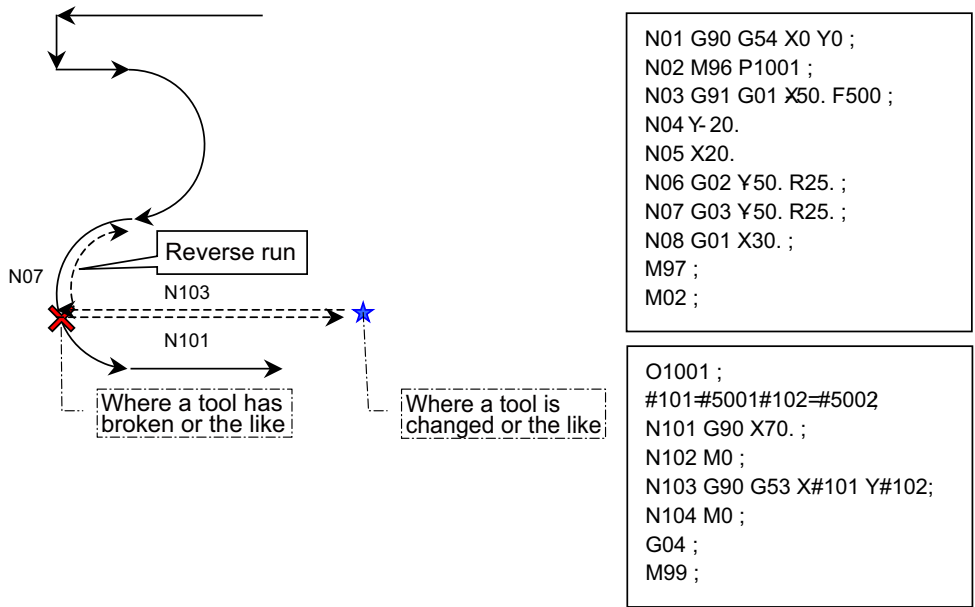 N01 G90 G54 X0 Y0 ;
N02 M96 P1001 ;
N03 G91 G01 X-50. F500 ;
N04 Y- 20.
N05 X20.
N06 G02 Y-50. R25. ;
N07 G03 Y-50. R25. ;
N08 G01 X30. ;
M97 ;
M02 ;
Reverse run
N07
N103
N101
Where a tool has
broken or the like
Where a tool is
changed or the like
O1001 ;
#101=#5001#102=#5002;
N101 G90 X70. ;
N102 M0 ;
N103 G90 G53 X#101 Y#102;
N104 M0 ;
G04 ;
M99 ;